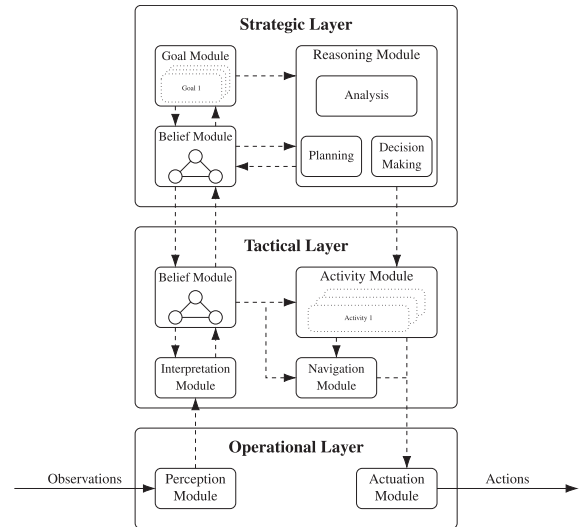 Strategic Layer
Goal Module
Goal 1
Reasoning Module
Analysis
Belief Module
Planning
Decision
Making
Tactical Layer
Belief Module
Activity Module
Activity 1
Interpretation
Module
Navigation
Module
Operational Layer
Observations
Perception
Module
Actuation
Module
Actions